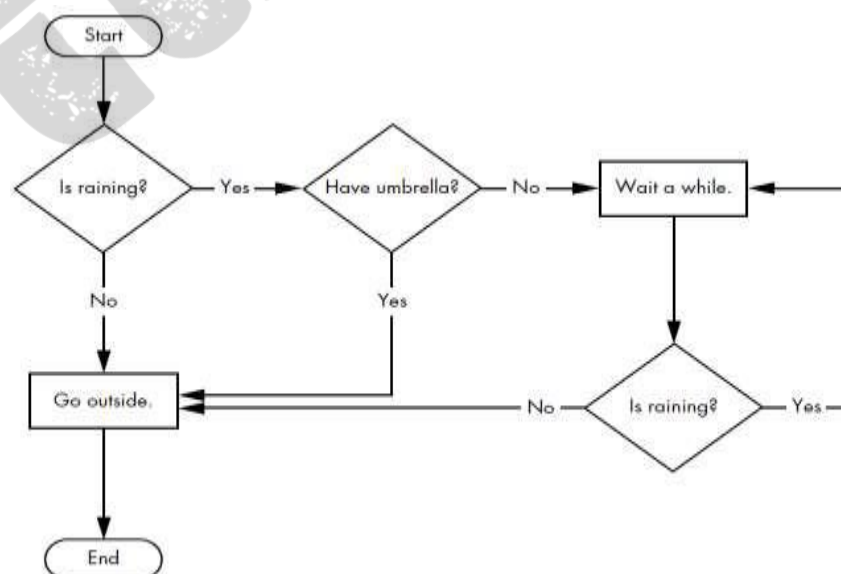 Start
Is raining?
Yes
Have umbrella?
No
Wait a while.
No
Yes
Go outside.
No
Is raining?
Yes
End